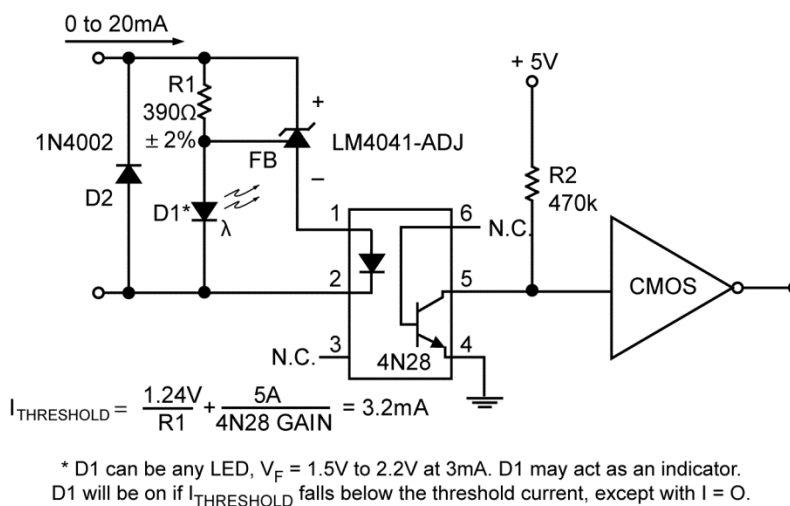 0 to 20mA
+ 5V
R1
390Ω
± 2%
+
1N4002
LM4041-ADJ
FB
–
D2
D1*
λ
R2
470k
1
6
N.C.
2
5
CMOS
3
N.C.
4
4N28
I THRESHOLD = 1.24V / R1 + 5A / 4N28 GAIN = 3.2mA
* D1 can be any LED, VF = 1.5V to 2.2V at 3mA. D1 may act as an indicator.
D1 will be on if ITHRESHOLD falls below the threshold current, except with I = O.